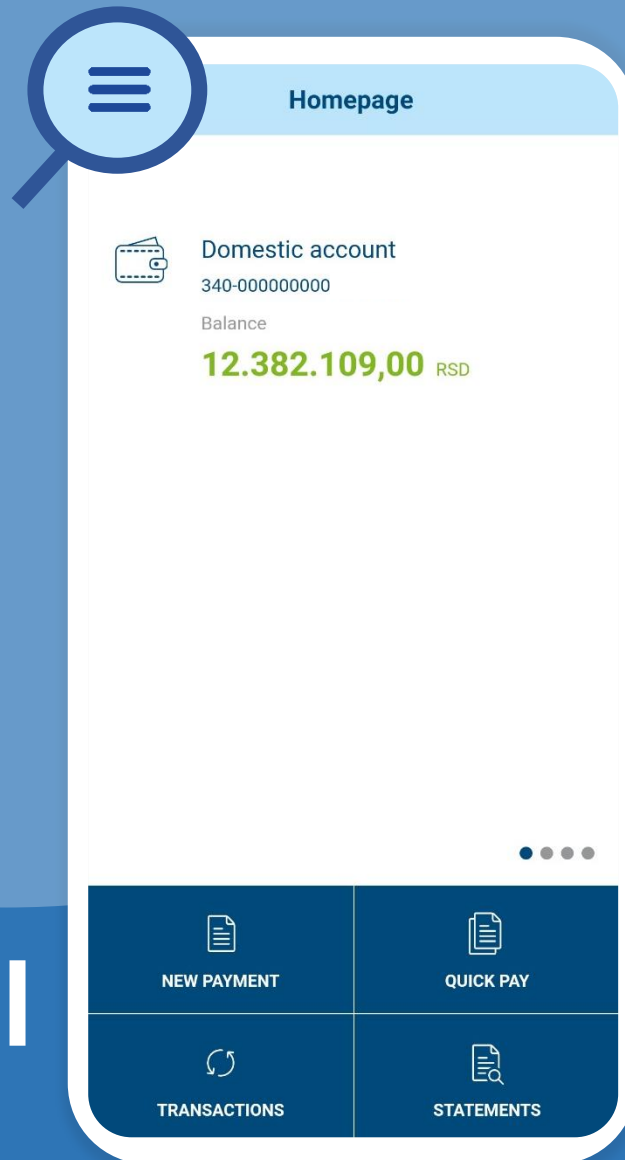 Homepage
Domestic account
340-000000000
Balance
12.382.109,00 RSD
NEW PAYMENT
QUICK PAY
TRANSACTIONS
STATEMENTS